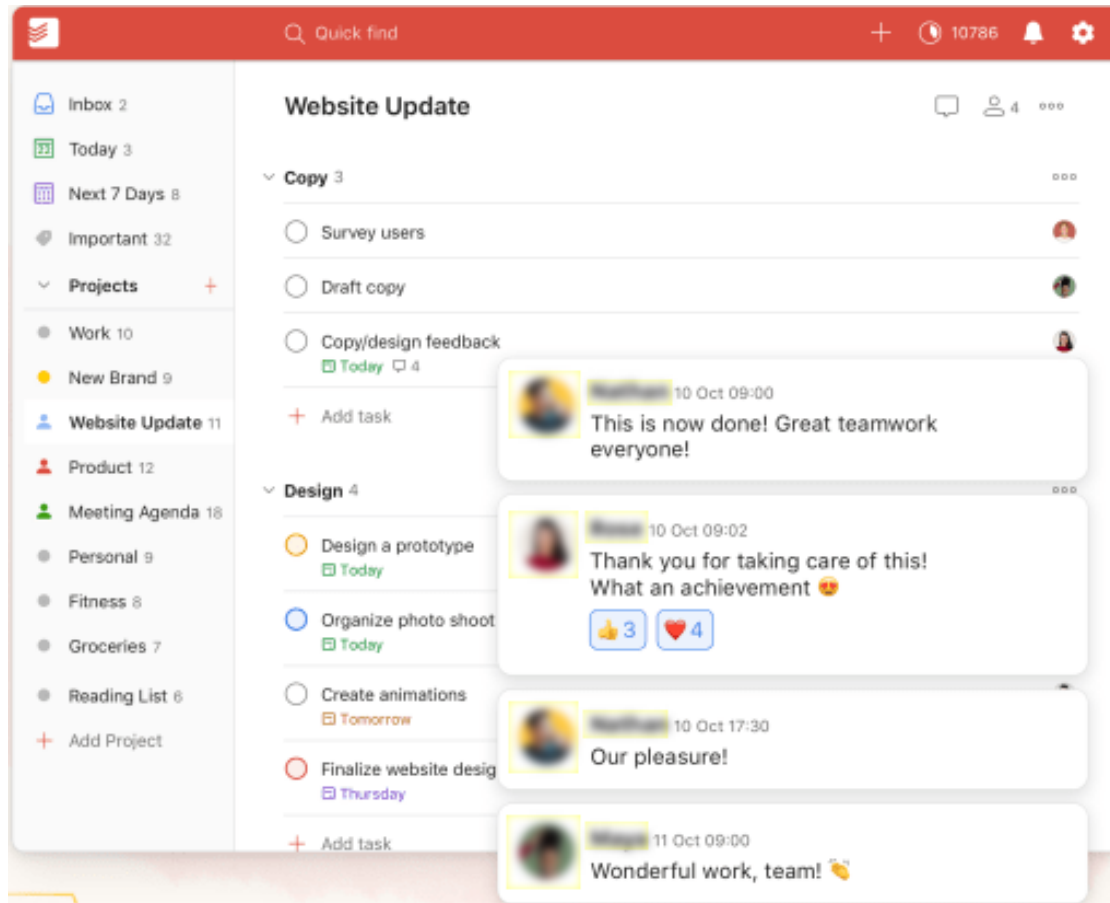 Quick find
10786
Inbox 2
Today 3
Next 7 Days 8
Important 32
Projects
Work 10
New Brand 9
Website Update 11
Product 12
Meeting Agenda 18
Personal 9
Fitness 8
Groceries 7
Reading List 6
Add Project
Website Update
4
Copy 3
Survey users
Draft copy
Copy/design feedback
Today 4
Add task
Design 4
Design a prototype
Today
Organize photo shoot
Today
Create animations
Tomorrow
Finalize website desig
Thursday
Add task
10 Oct 09:00
This is now done! Great teamwork
everyone!
10 Oct 09:02
Thank you for taking care of this!
What an achievement 😍
👍 3 ❤️ 4
10 Oct 17:30
Our pleasure!
11 Oct 09:00
Wonderful work, team! 👏